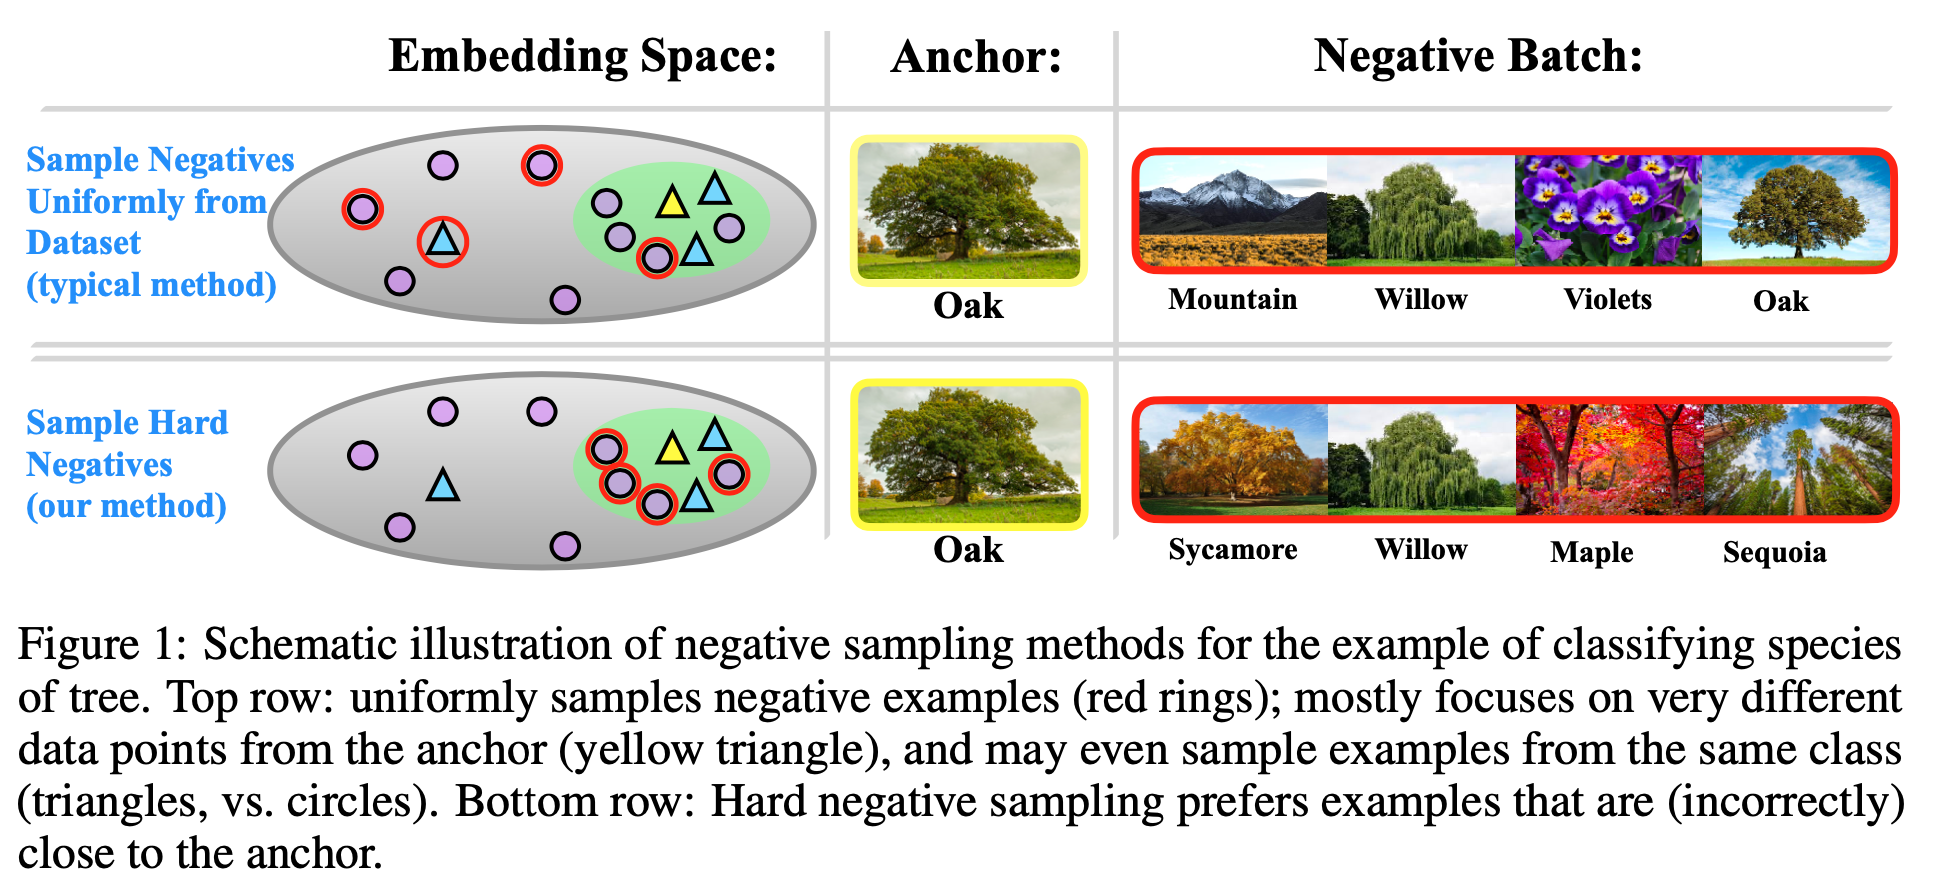 Embedding Space:
Anchor:
Negative Batch:
Sample Negatives
Uniformly from
Dataset
(typical method)
Oak
Mountain
Willow
Violets
Oak
Sample Hard
Negatives
(our method)
Oak
Sycamore
Willow
Maple
Sequoia
Figure 1: Schematic illustration of negative sampling methods for the example of classifying species
of tree. Top row: uniformly samples negative examples (red rings); mostly focuses on very different
data points from the anchor (yellow triangle), and may even sample examples from the same class
(triangles, vs. circles). Bottom row: Hard negative sampling prefers examples that are (incorrectly)
close to the anchor.